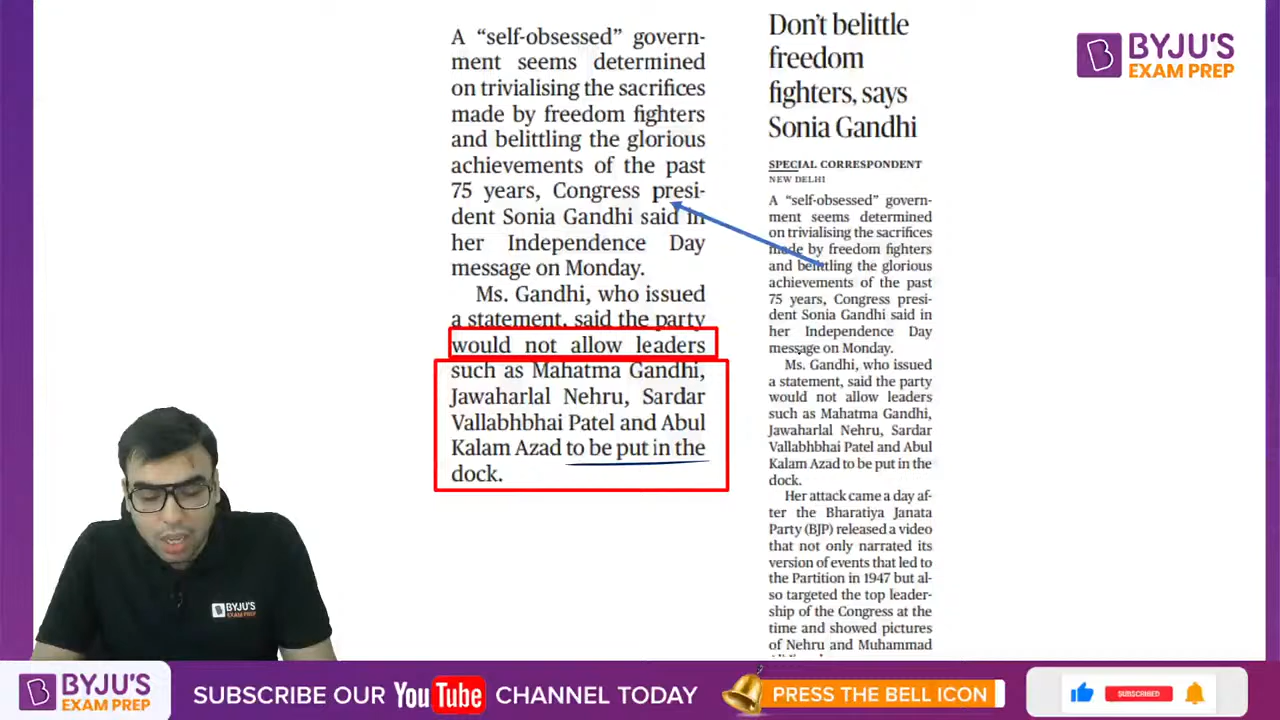 A “self-obsessed” govern-
ment seems determined
on trivialising the sacrifices
made by freedom fighters
and belittling the glorious
achievements of the past
75 years, Congress presi-
dent Sonia Gandhi said in
her Independence Day
message on Monday.
Ms. Gandhi, who issued
a statement, said the party
would not allow leaders
such as Mahatma Gandhi,
Jawaharlal Nehru, Sardar
Vallabhbhai Patel and Abul
Kalam Azad to be put in the
dock.
Don’t belittle
freedom
fighters, says
Sonia Gandhi
SPECIAL CORRESPONDENT
NEW DELHI
A “self-obsessed” govern-
ment seems determined
on trivialising the sacrifices
made by freedom fighters
and belittling the glorious
achievements of the past
75 years, Congress presi-
dent Sonia Gandhi said in
her Independence Day
message on Monday.
Ms. Gandhi, who issued
a statement, said the party
would not allow leaders
such as Mahatma Gandhi,
Jawaharlal Nehru, Sardar
Vallabhbhai Patel and Abul
Kalam Azad to be put in the
dock.
Her attack came a day af-
ter the Bharatiya Janata
Party (BJP) released a video
that not only narrated its
version of events that led to
the Partition in 1947 but al-
so targeted the top leader-
ship of the Congress at the
time and showed pictures
of Nehru and Muhammad
BYJU'S
EXAM PREP
BYJU'S
EXAM PREP
BYJU'S
EXAM PREP
SUBSCRIBE OUR YouTube CHANNEL TODAY
PRESS THE BELL ICON
SUBSCRIBED